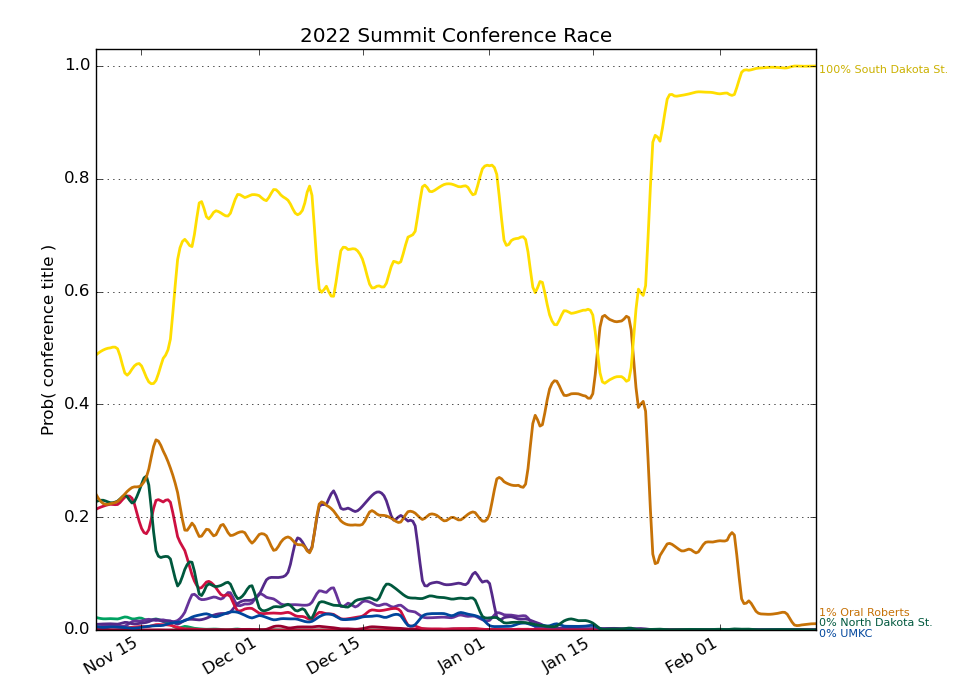 2022 Summit Conference Race
Prob( conference title )
1.0
0.8
0.6
0.4
0.2
0.0
Nov 15
Dec 01
Dec 15
Jan 01
Jan 15
Feb 01
100% South Dakota St.
1% Oral Roberts
0% North Dakota St.
0% UMKC